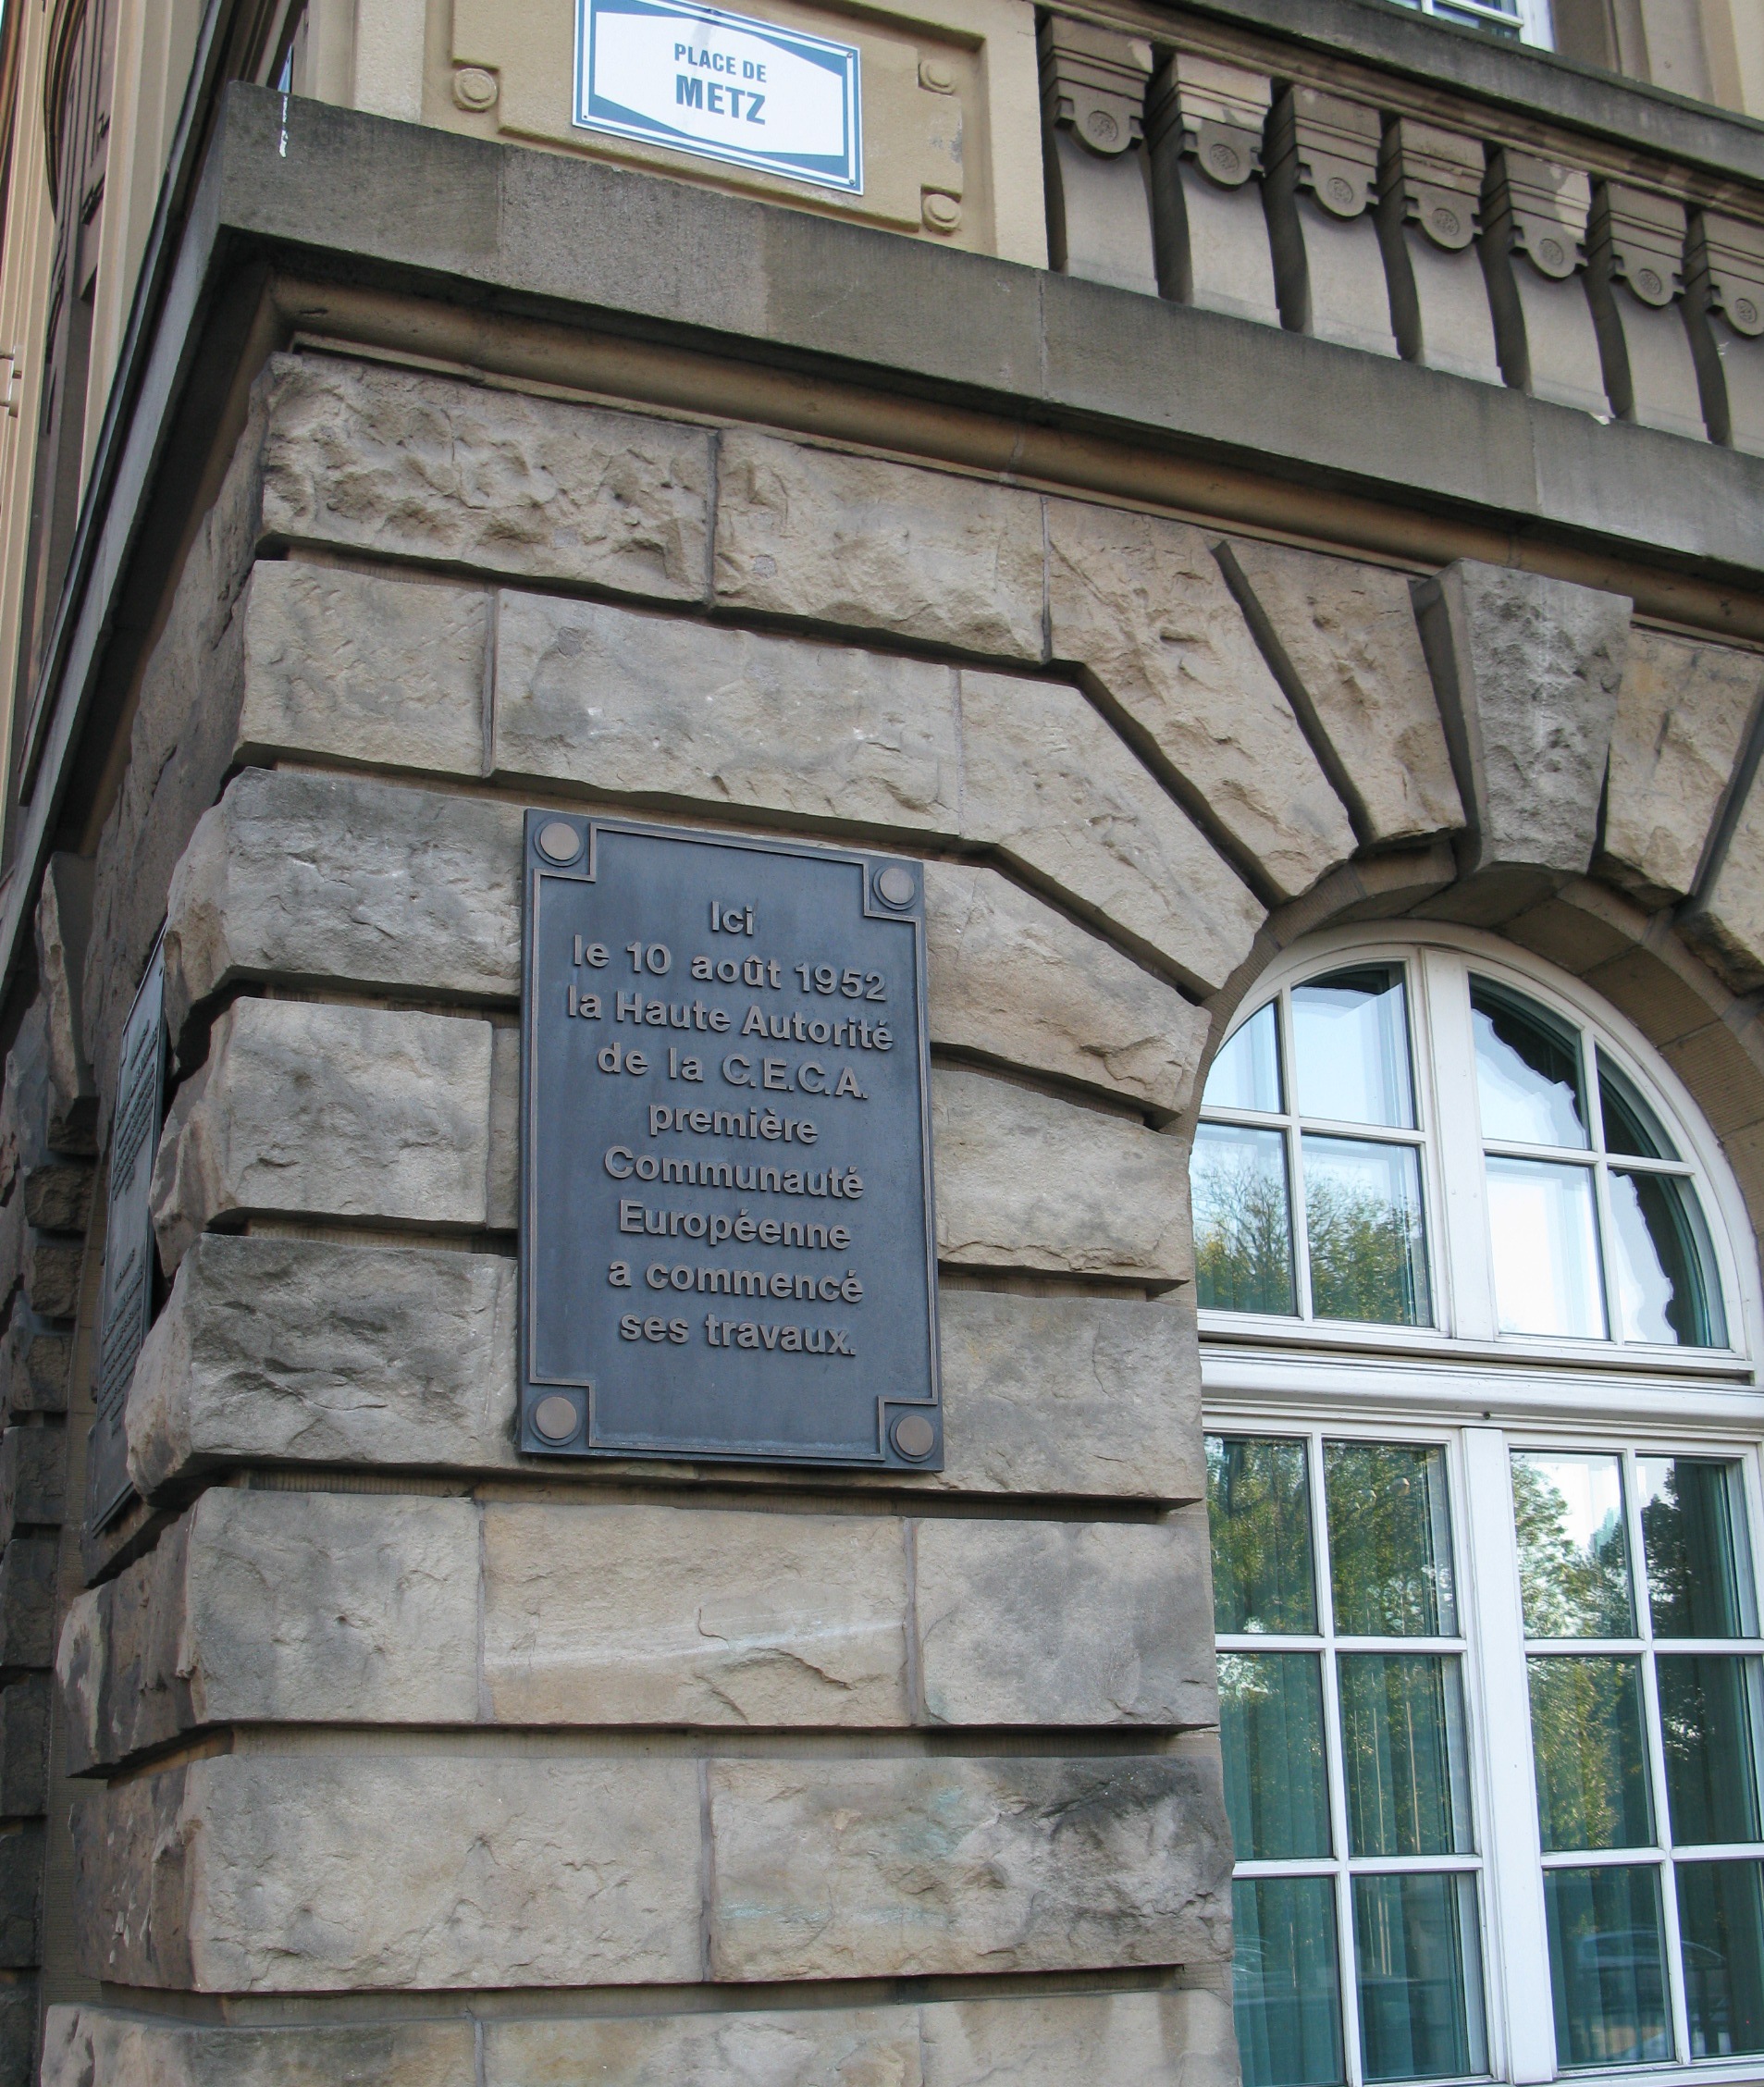 PLACE DE
METZ
Ici
le 10 août 1952
la Haute Autorité
de la C.E.C.A.
première
Communauté
Européenne
a commencé
ses travaux.